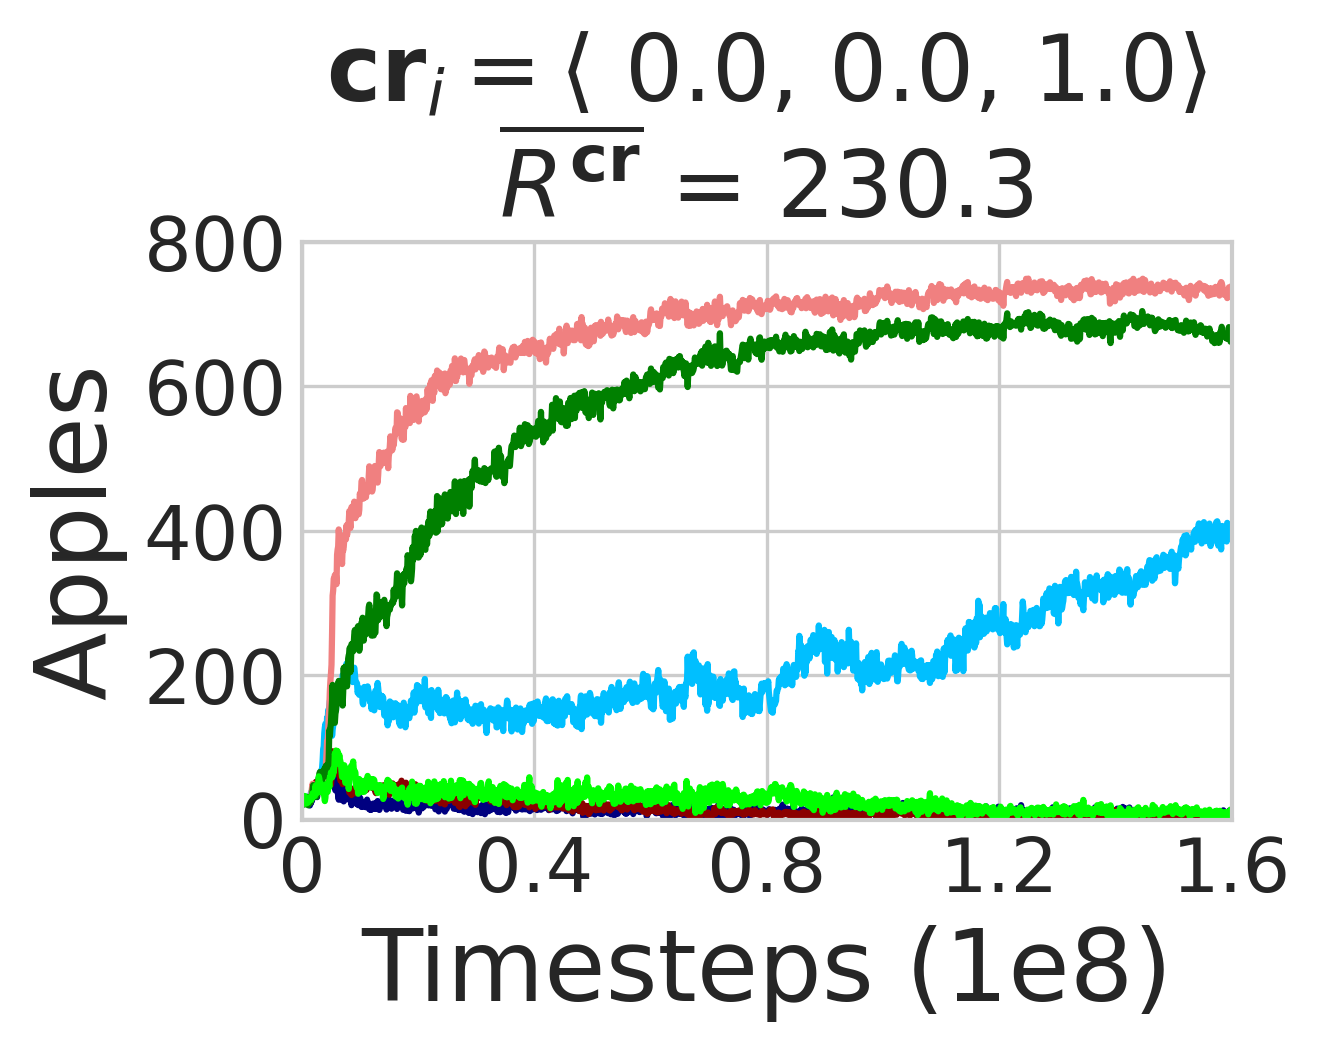 cr_i = ⟨ 0.0, 0.0, 1.0⟩
\overline{R^{cr}} = 230.3
800
600
400
200
0
Apples
0 0.4 0.8 1.2 1.6
Timesteps (1e8)